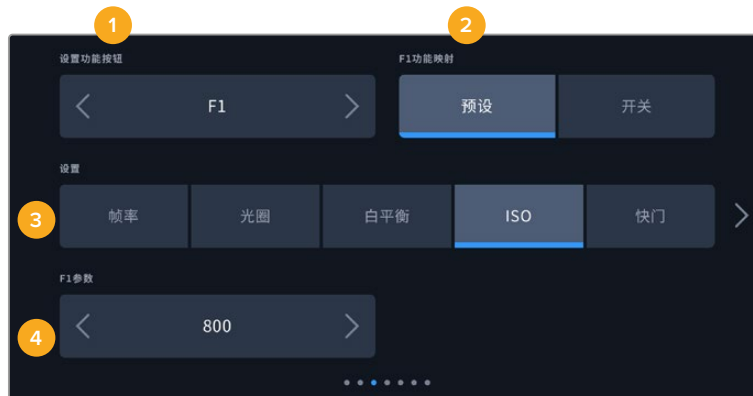 1 2
设置功能按钮 F1功能映射
F1 预设 开关
设置
3 帧率 光圈 白平衡 ISO 快门
F1参数
4 800